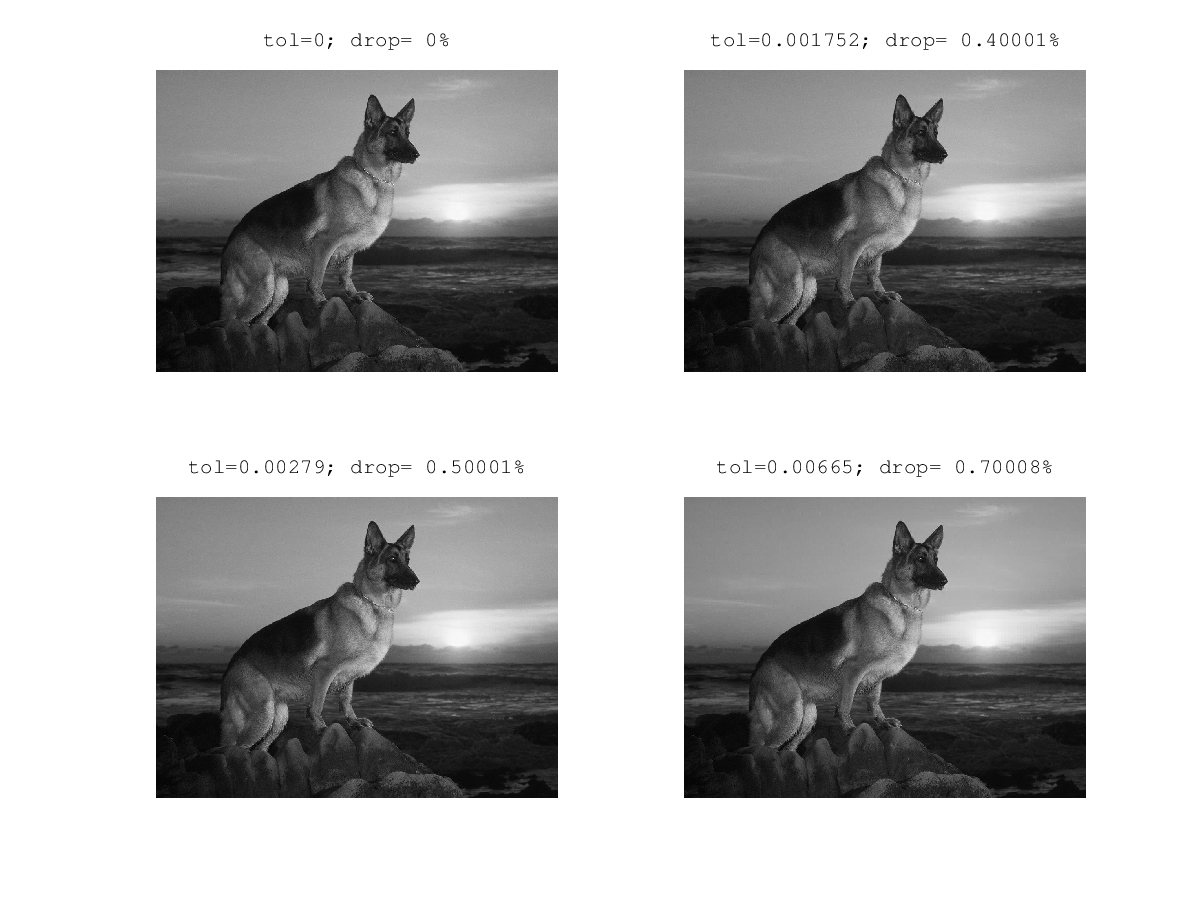 tol=0; drop= 0%
tol=0.001752; drop= 0.40001%
tol=0.00279; drop= 0.50001%
tol=0.00665; drop= 0.70008%